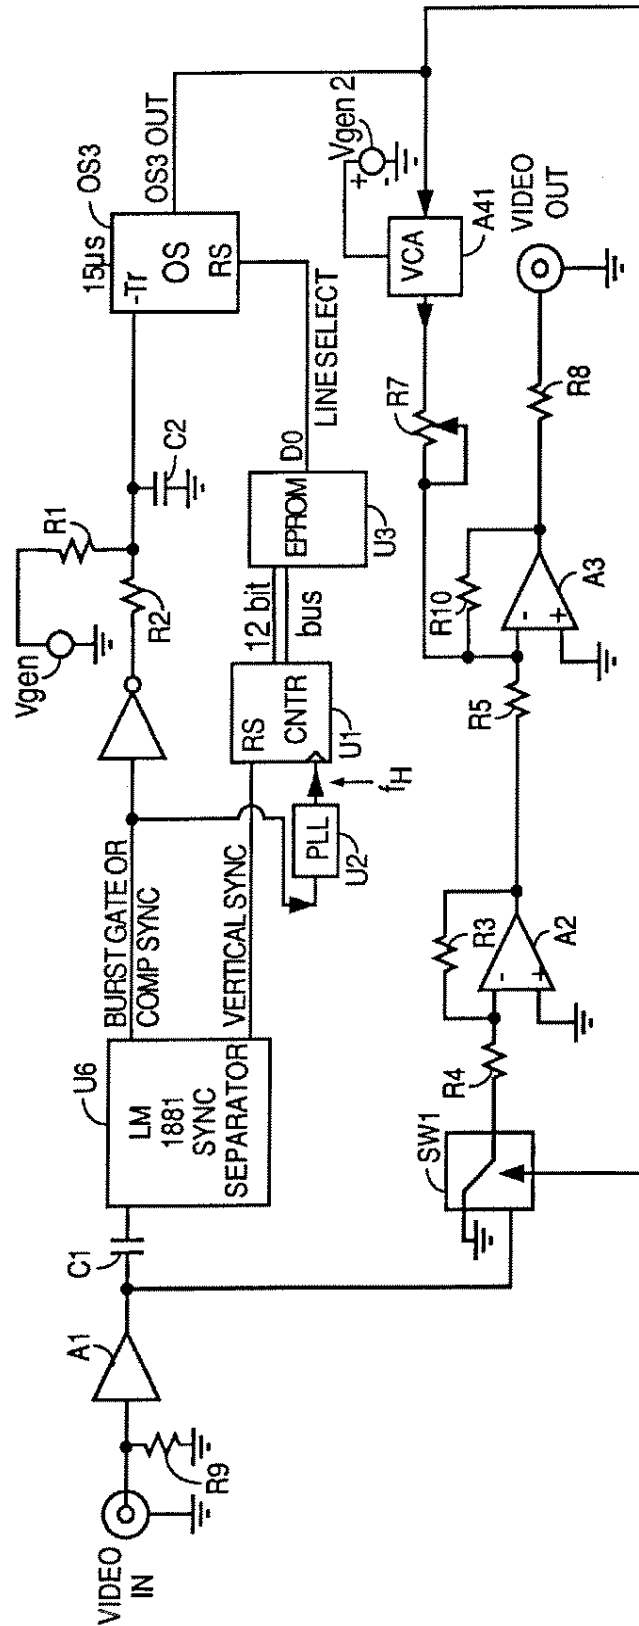 VIDEO
IN
R9
A1
C1
U6
LM
1881
SYNC
SEPARATOR
BURST GATE OR
COMP SYNC
VERTICAL SYNC
PLL
U2
fH
Vgen
R2
R1
C2
RS
CNTR
U1
12 bit
bus
EPROM
U3
D0
LINE SELECT
15µs
OS3
-Tr
OS
RS
OS3 OUT
SW1
R4
R3
-
+
A2
R5
R10
-
+
A3
R7
VCA
A41
Vgen 2
+
-
R8
VIDEO
OUT